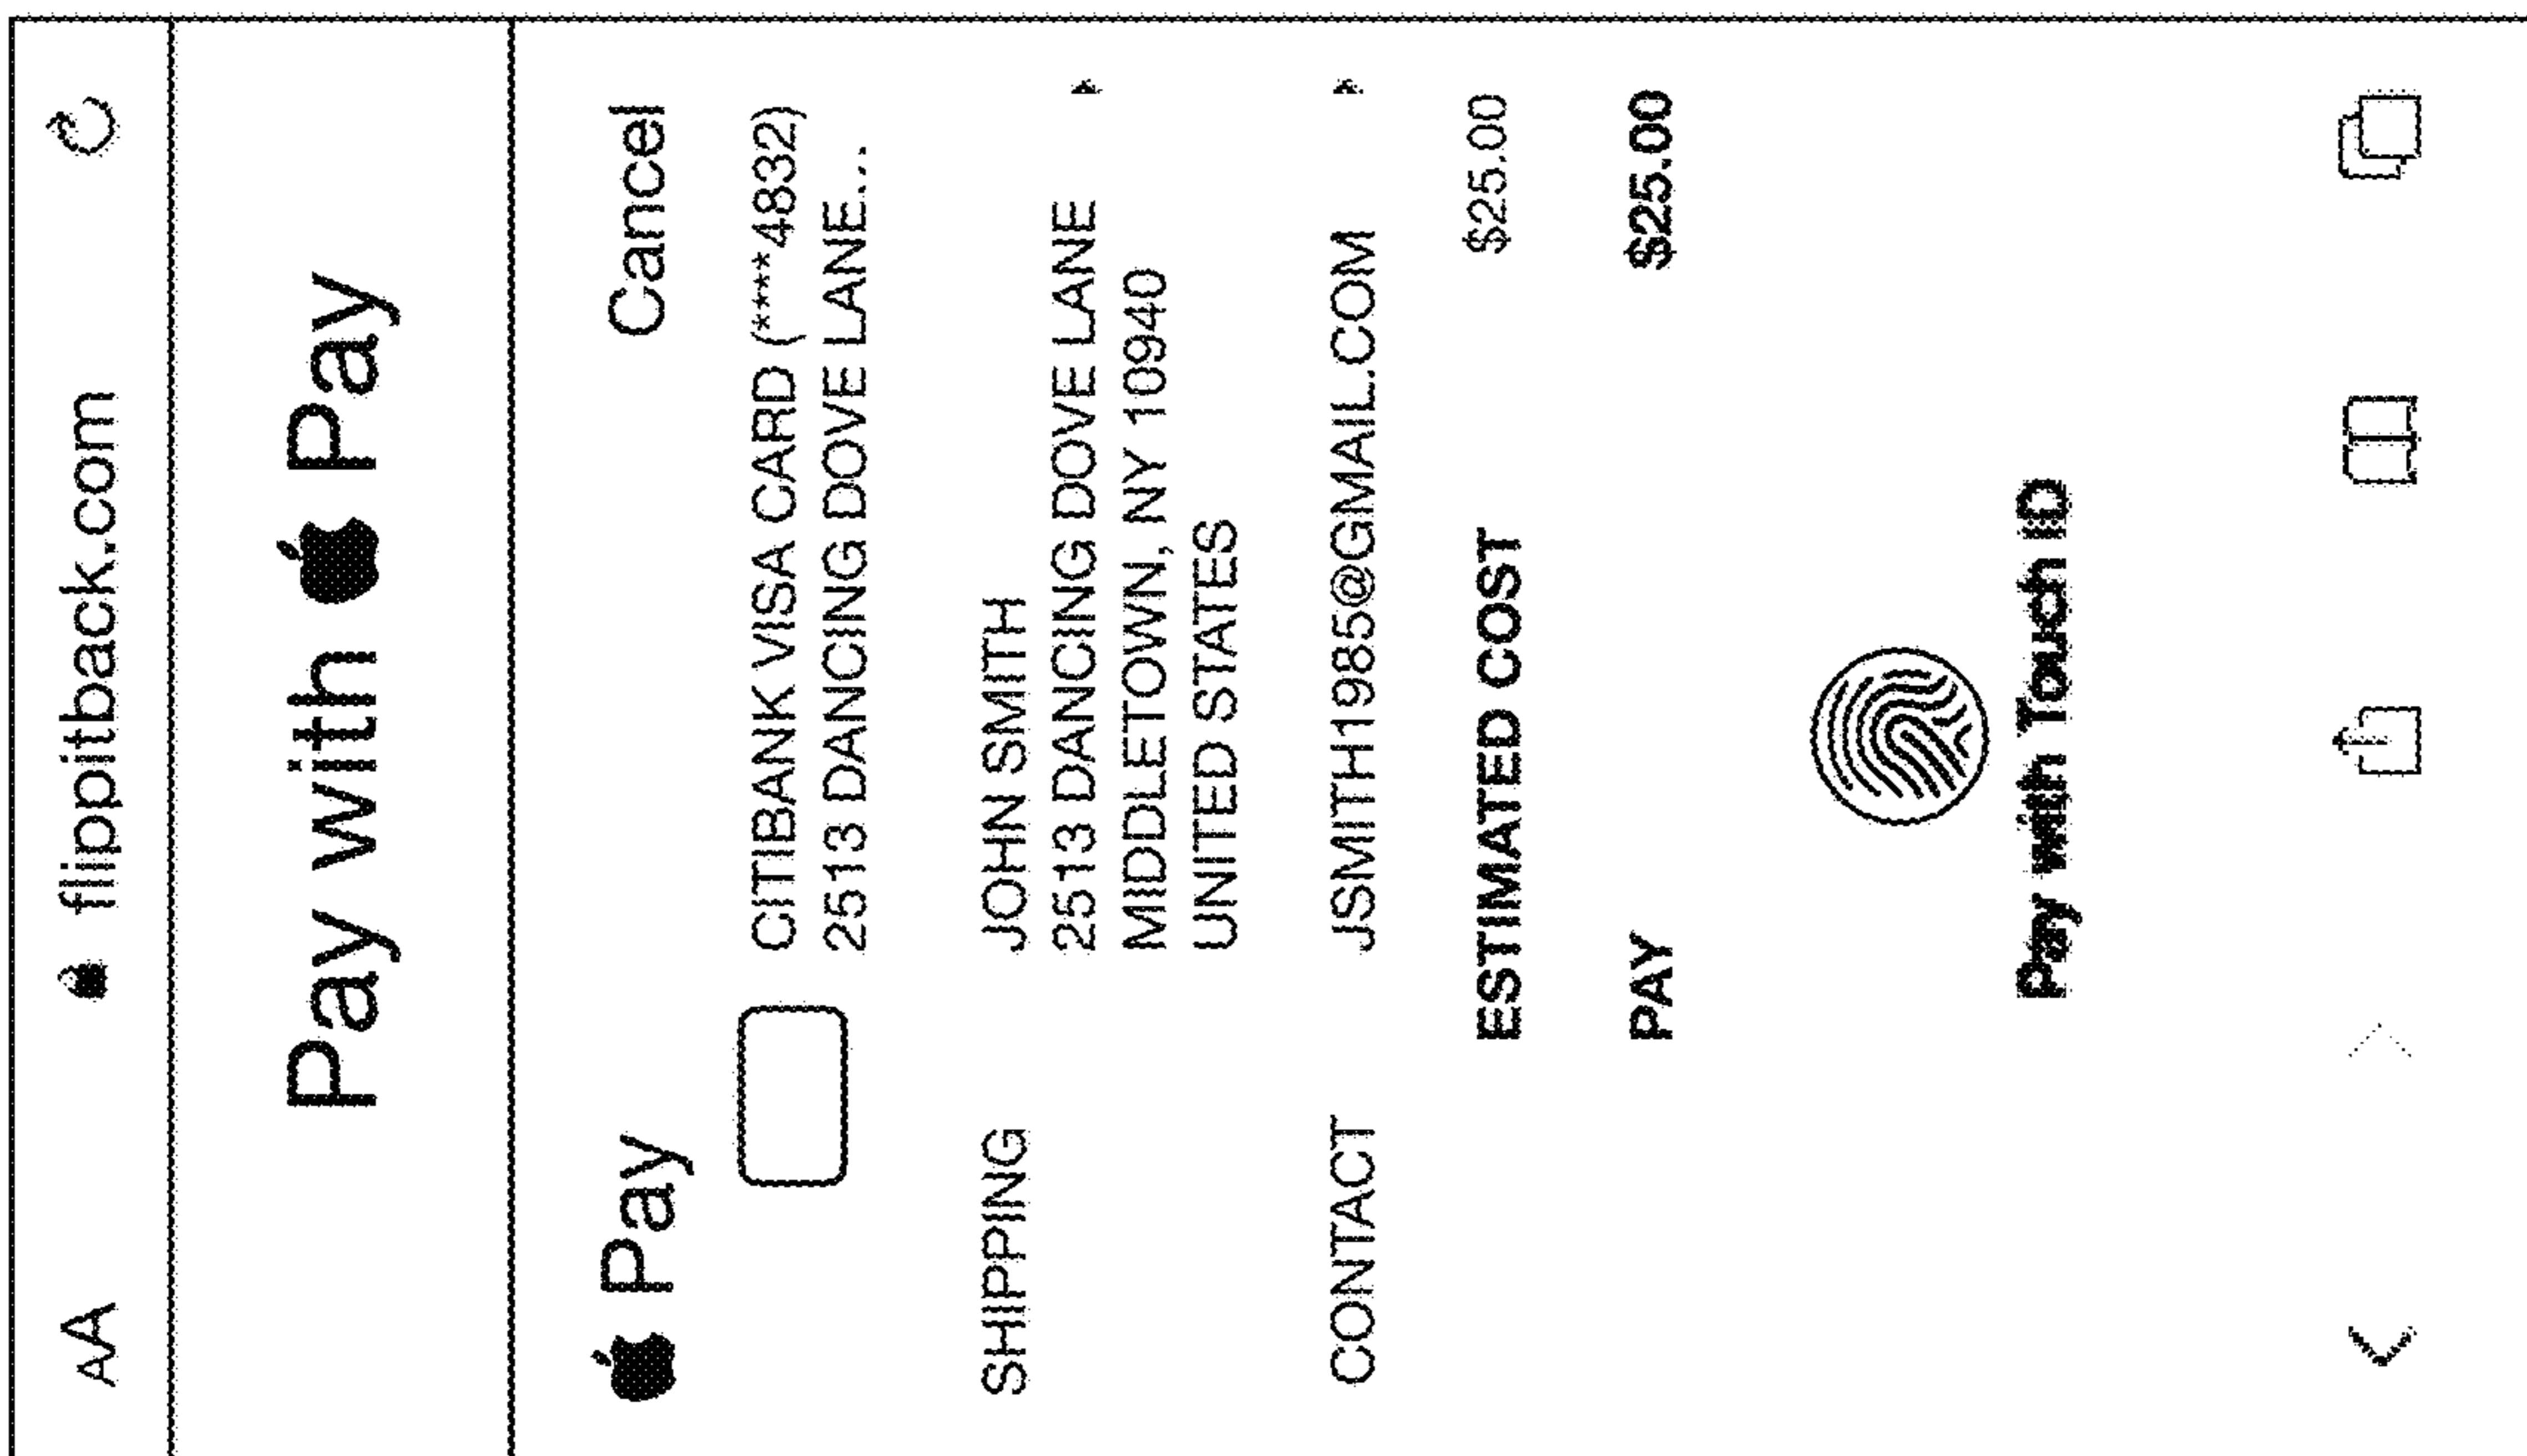 AA flippitback.com
Pay with Pay
Pay Cancel
CITIBANK VISA CARD (****4832)
2513 DANCING DOVE LANE...
SHIPPING JOHN SMITH
2513 DANCING DOVE LANE
MIDDLETOWN, NY 10940
UNITED STATES
CONTACT JSMITH1985@GMAIL.COM
ESTIMATED COST $25.00
PAY $25.00
Pay with Touch ID